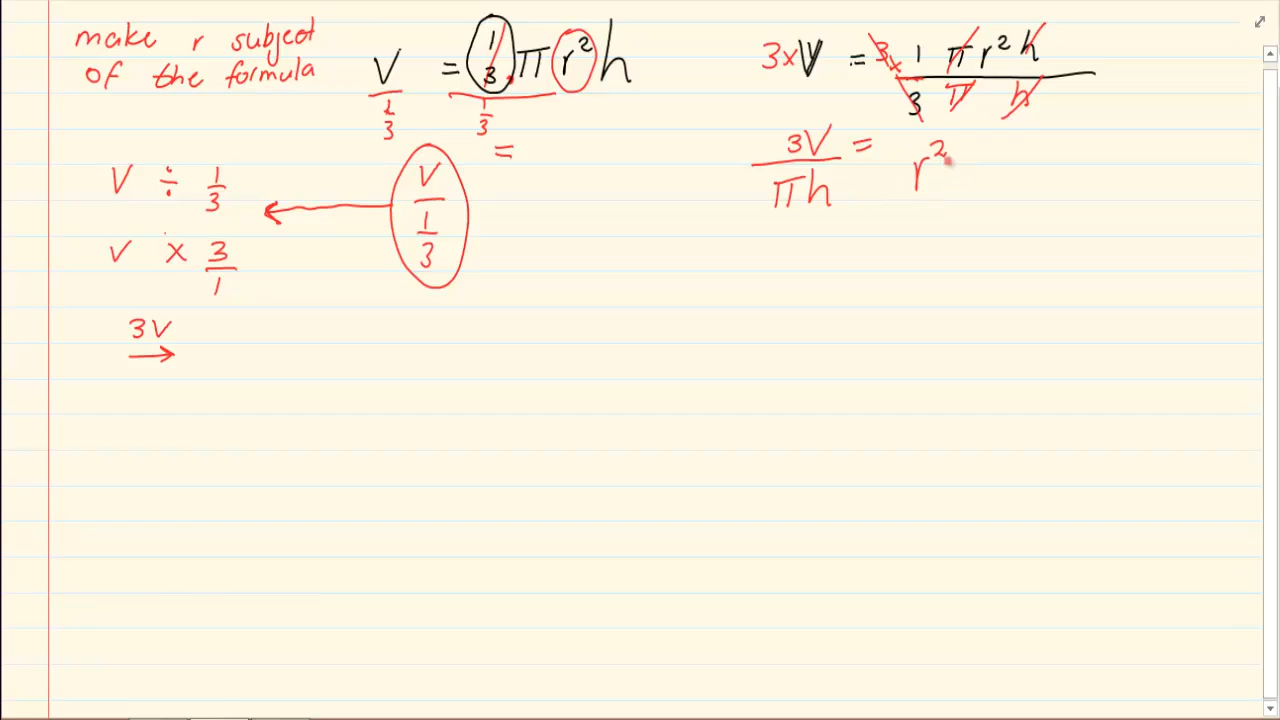 make r subject
of the formula
V = 1/3 π r² h
V/(1/3) = /(1/3)
=
V/(1/3)
V ÷ 1/3
V × 3/1
3V
3×V = 3× 1 π r² h / 3 π h
3V/πh = r²